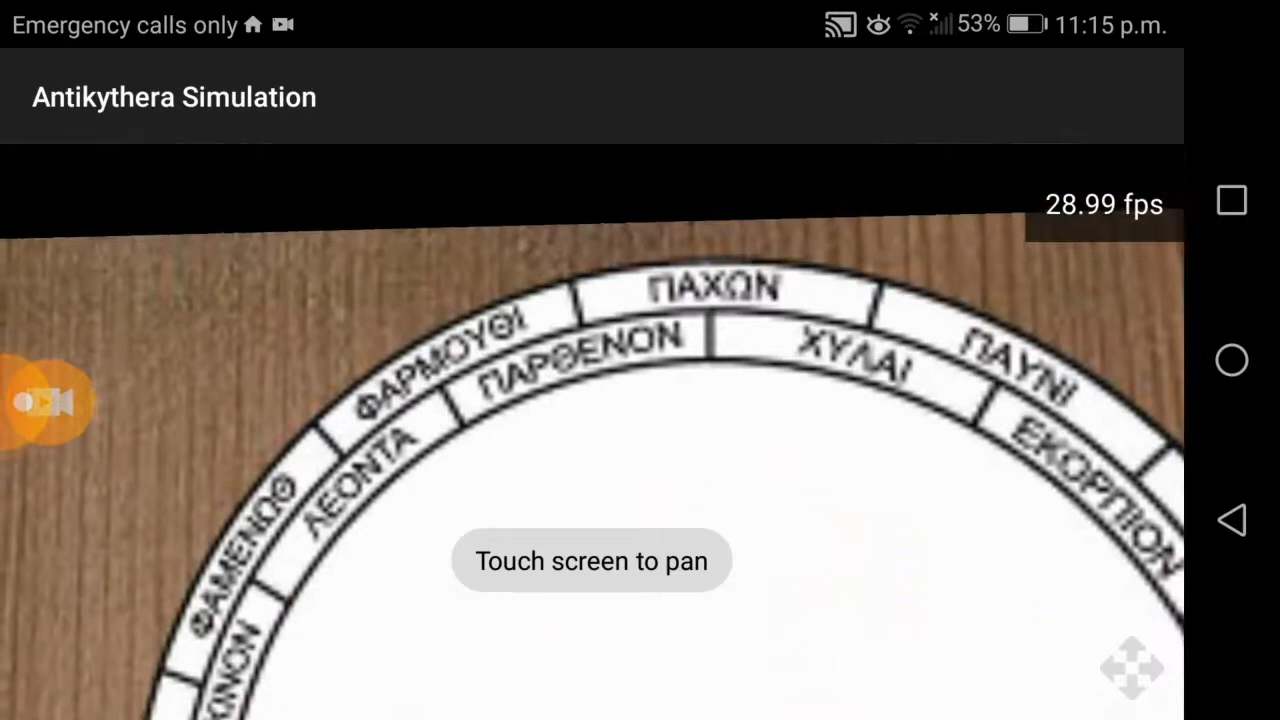 Emergency calls only
53%
11:15 p.m.
Antikythera Simulation
28.99 fps
ΠΑΧΩΝ
ΦΑΡΜΟΥΘΙ
ΠΑΥΝΙ
ΠΑΡΘΕΝΟΝ
ΧΥΛΑΙ
ΛΕΟΝΤΑ
ΕΚΟΡΠΙΟΝ
ΦΑΜΕΝΩΘ
ΚΙΝΟΝ
Touch screen to pan